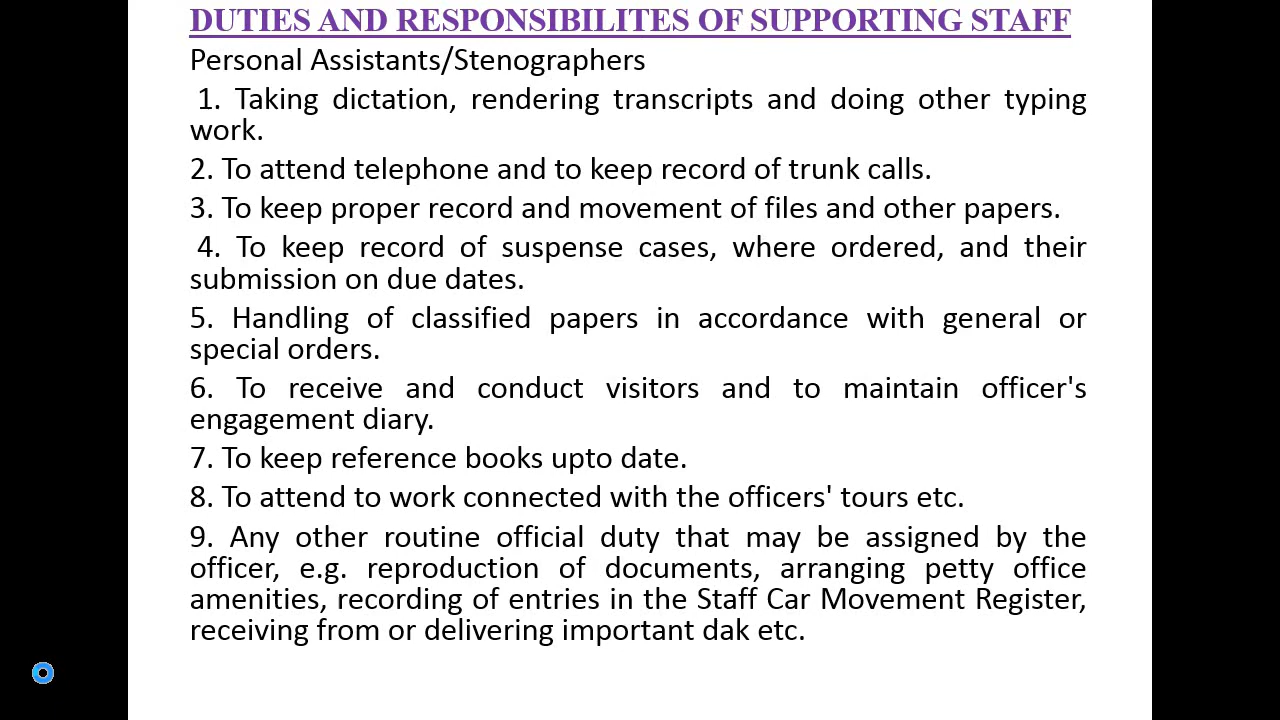 DUTIES AND RESPONSIBILITES OF SUPPORTING STAFF
Personal Assistants/Stenographers
1. Taking dictation, rendering transcripts and doing other typing
work.
2. To attend telephone and to keep record of trunk calls.
3. To keep proper record and movement of files and other papers.
4. To keep record of suspense cases, where ordered, and their
submission on due dates.
5. Handling of classified papers in accordance with general or
special orders.
6. To receive and conduct visitors and to maintain officer's
engagement diary.
7. To keep reference books upto date.
8. To attend to work connected with the officers' tours etc.
9. Any other routine official duty that may be assigned by the
officer, e.g. reproduction of documents, arranging petty office
amenities, recording of entries in the Staff Car Movement Register,
receiving from or delivering important dak etc.